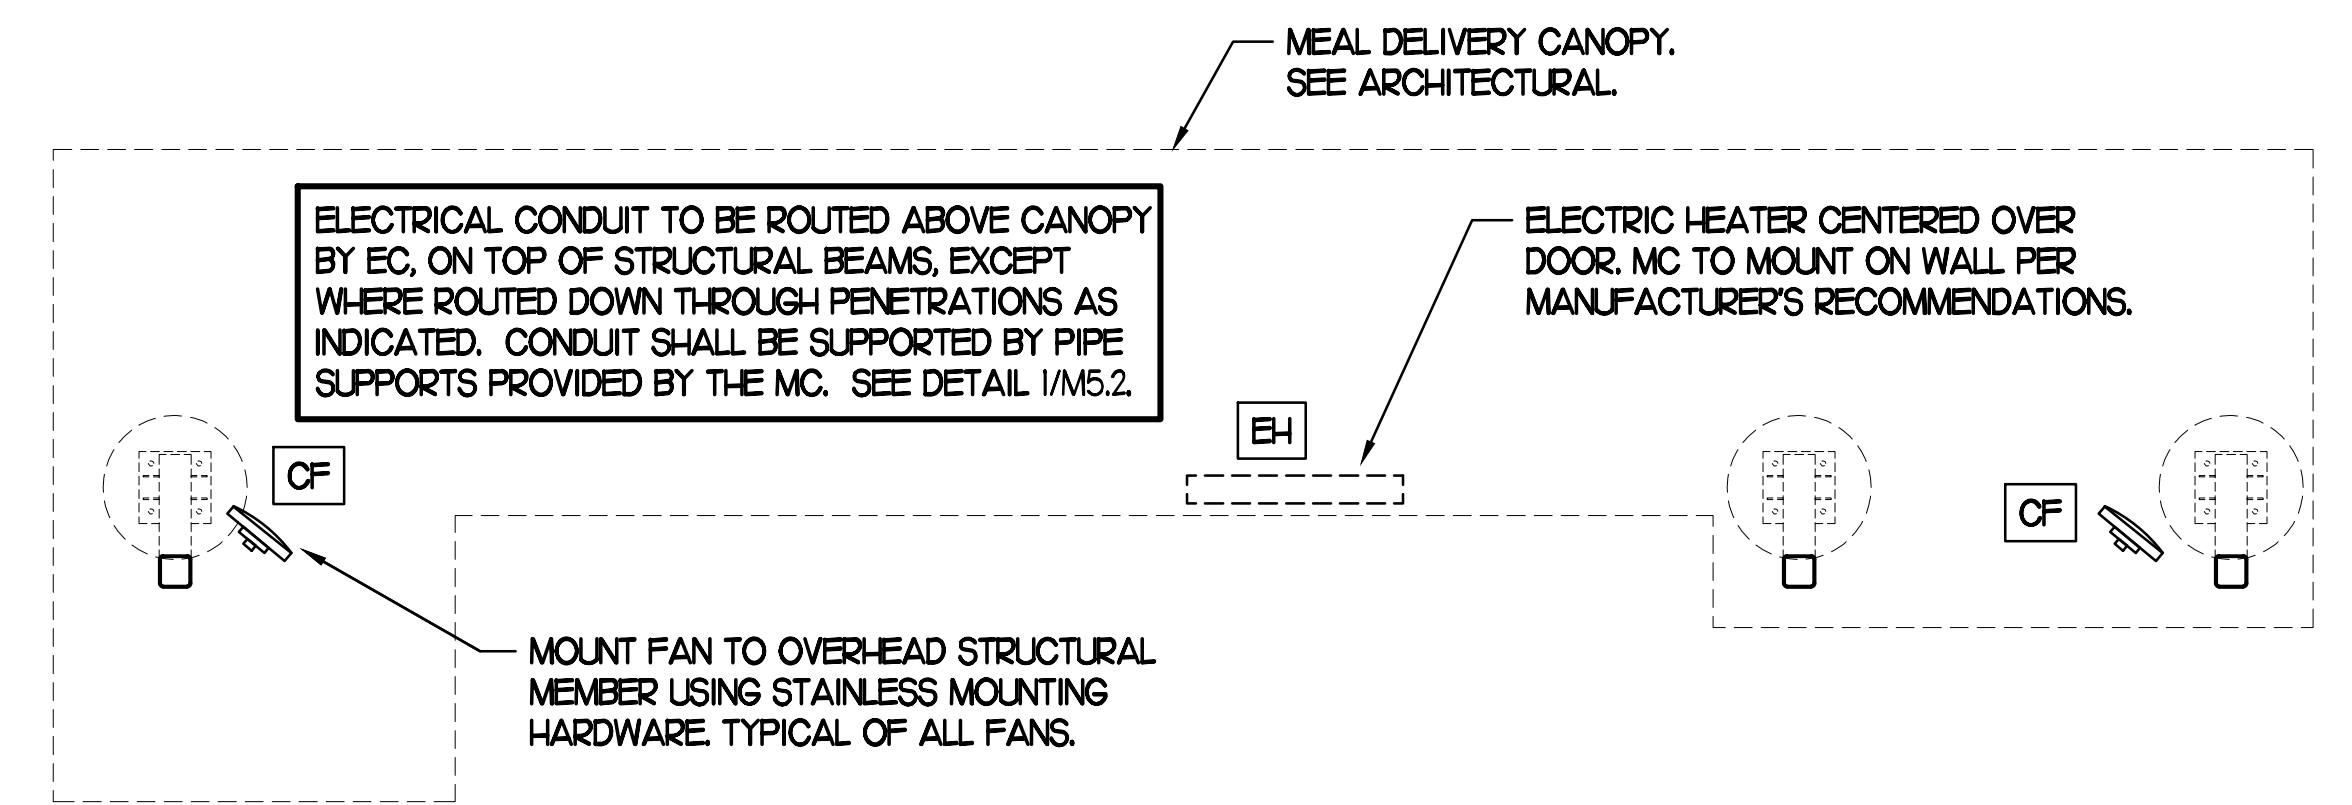 MEAL DELIVERY CANOPY.
SEE ARCHITECTURAL.
ELECTRICAL CONDUIT TO BE ROUTED ABOVE CANOPY
BY EC, ON TOP OF STRUCTURAL BEAMS, EXCEPT
WHERE ROUTED DOWN THROUGH PENETRATIONS AS
INDICATED. CONDUIT SHALL BE SUPPORTED BY PIPE
SUPPORTS PROVIDED BY THE MC. SEE DETAIL 1/M5.2.
ELECTRIC HEATER CENTERED OVER
DOOR. MC TO MOUNT ON WALL PER
MANUFACTURER'S RECOMMENDATIONS.
EH
CF
CF
MOUNT FAN TO OVERHEAD STRUCTURAL
MEMBER USING STAINLESS MOUNTING
HARDWARE. TYPICAL OF ALL FANS.